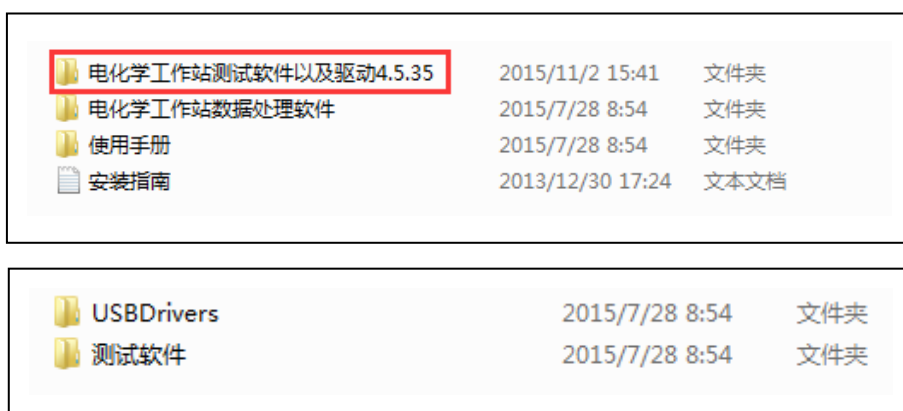 电化学工作站测试软件以及驱动4.5.35 2015/11/2 15:41 文件夹
电化学工作站数据处理软件 2015/7/28 8:54 文件夹
使用手册 2015/7/28 8:54 文件夹
安装指南 2013/12/30 17:24 文本文档
USBDrivers 2015/7/28 8:54 文件夹
测试软件 2015/7/28 8:54 文件夹